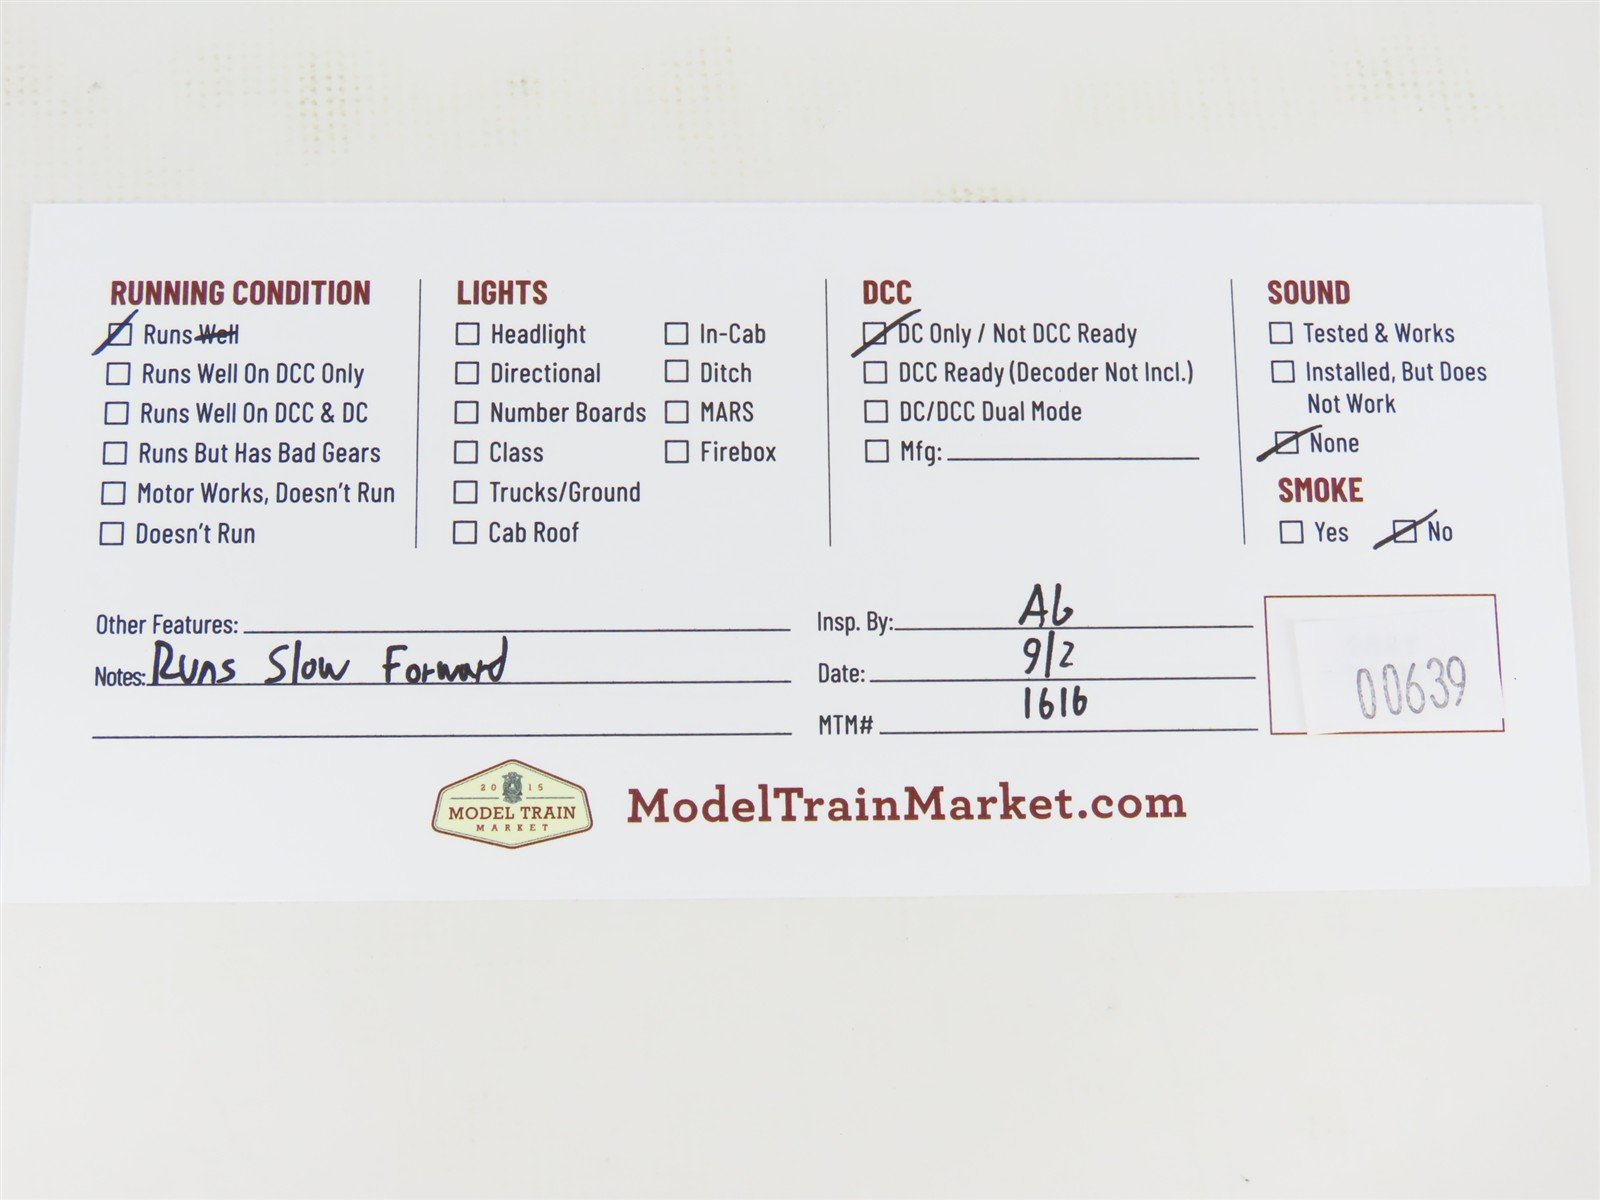 RUNNING CONDITION
Runs Well
Runs Well On DCC Only
Runs Well On DCC & DC
Runs But Has Bad Gears
Motor Works, Doesn't Run
Doesn't Run
LIGHTS
Headlight
Directional
Number Boards
Class
Trucks/Ground
Cab Roof
In-Cab
Ditch
MARS
Firebox
DCC
DC Only / Not DCC Ready
DCC Ready (Decoder Not Incl.)
DC/DCC Dual Mode
Mfg:
SOUND
Tested & Works
Installed, But Does
Not Work
None
SMOKE
Yes No
Other Features:
Notes: Runs Slow Forward
Insp. By: AG
Date: 9/2
MTM# 1616
00639
2015
MODEL TRAIN
MARKET
ModelTrainMarket.com